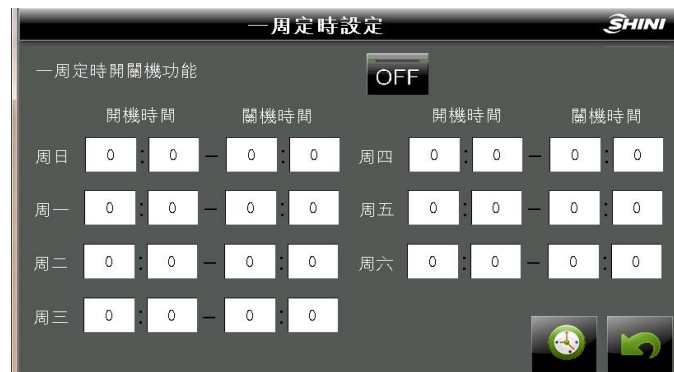 一周定時設定 SHINI
一周定時開關機功能 OFF
開機時間 關機時間 開機時間 關機時間
周日 0 : 0 — 0 : 0 周四 0 : 0 — 0 : 0
周一 0 : 0 — 0 : 0 周五 0 : 0 — 0 : 0
周二 0 : 0 — 0 : 0 周六 0 : 0 — 0 : 0
周三 0 : 0 — 0 : 0